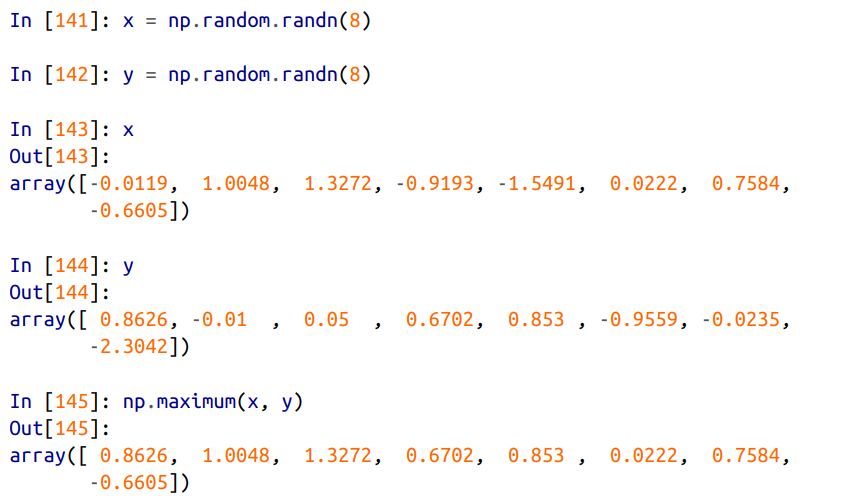 In [141]: x = np.random.randn(8)
In [142]: y = np.random.randn(8)
In [143]: x
Out[143]:
array([-0.0119,  1.0048,  1.3272, -0.9193, -1.5491,  0.0222,  0.7584,
       -0.6605])
In [144]: y
Out[144]:
array([ 0.8626, -0.01  ,  0.05  ,  0.6702,  0.853 , -0.9559, -0.0235,
       -2.3042])
In [145]: np.maximum(x, y)
Out[145]:
array([ 0.8626,  1.0048,  1.3272,  0.6702,  0.853 ,  0.0222,  0.7584,
       -0.6605])